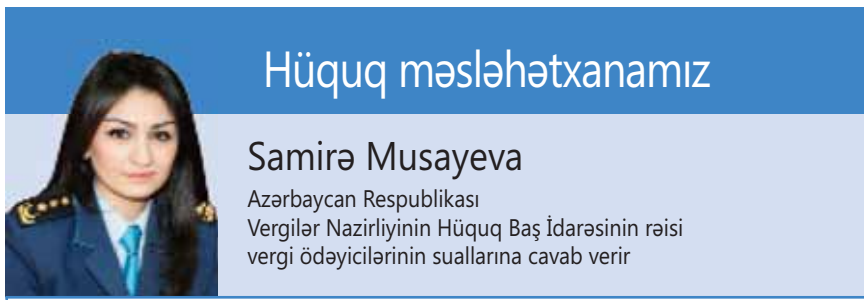 Hüquq məsləhətxanamız
Samirə Musayeva
Azərbaycan Respublikası
Vergilər Nazirliyinin Hüquq Baş İdarəsinin rəisi
vergi ödəyicilərinin suallarına cavab verir